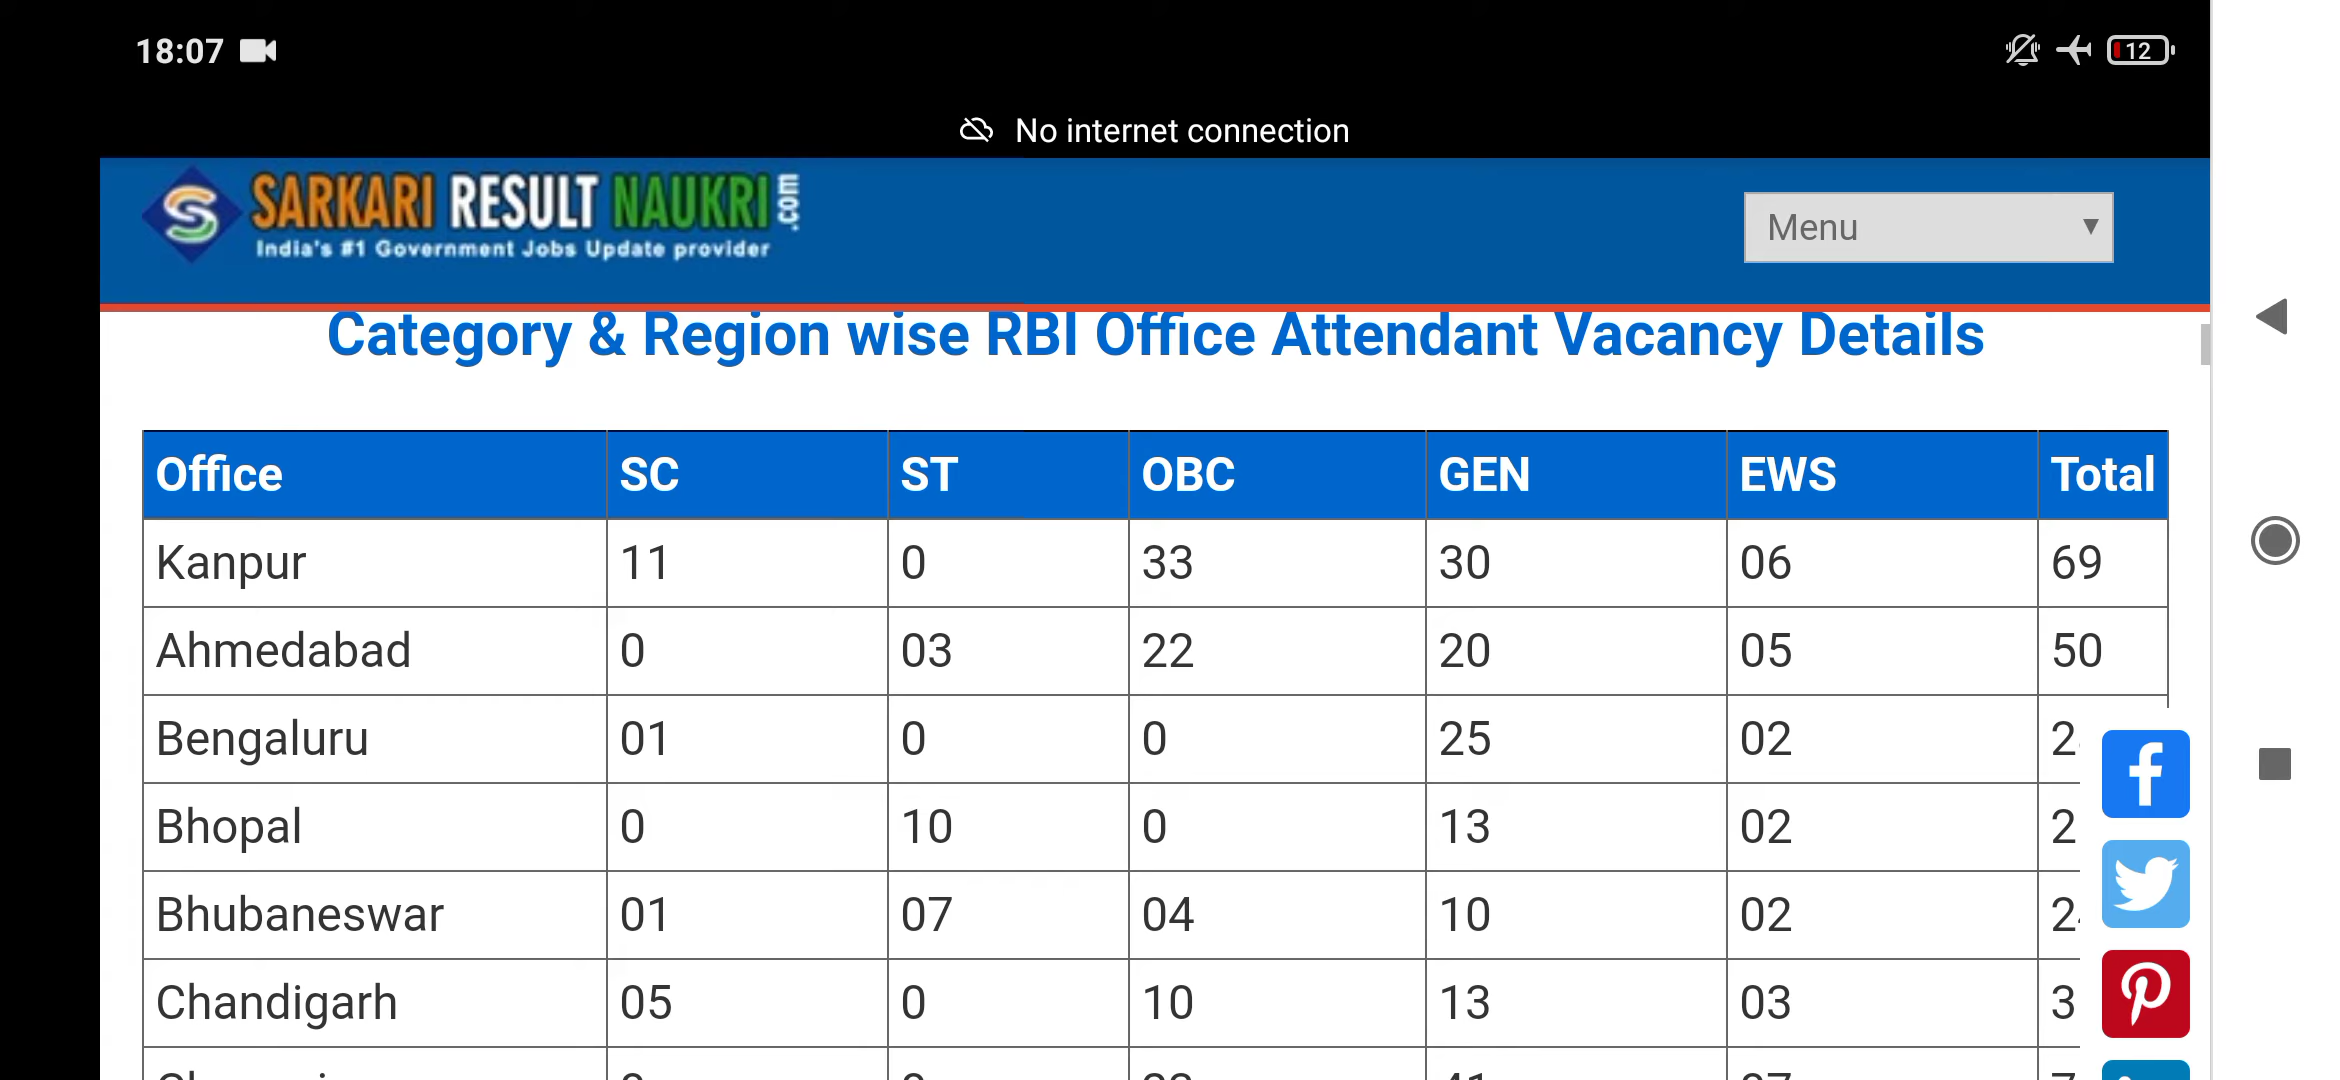 18:07
12
No internet connection
SARKARI RESULT NAUKRI .com
India's #1 Government Jobs Update provider
Menu
Category & Region wise RBI Office Attendant Vacancy Details
Office SC ST OBC GEN EWS Total
Kanpur 11 0 33 30 06 69
Ahmedabad 0 03 22 20 05 50
Bengaluru 01 0 0 25 02
Bhopal 0 10 0 13 02
Bhubaneswar 01 07 04 10 02
Chandigarh 05 0 10 13 03